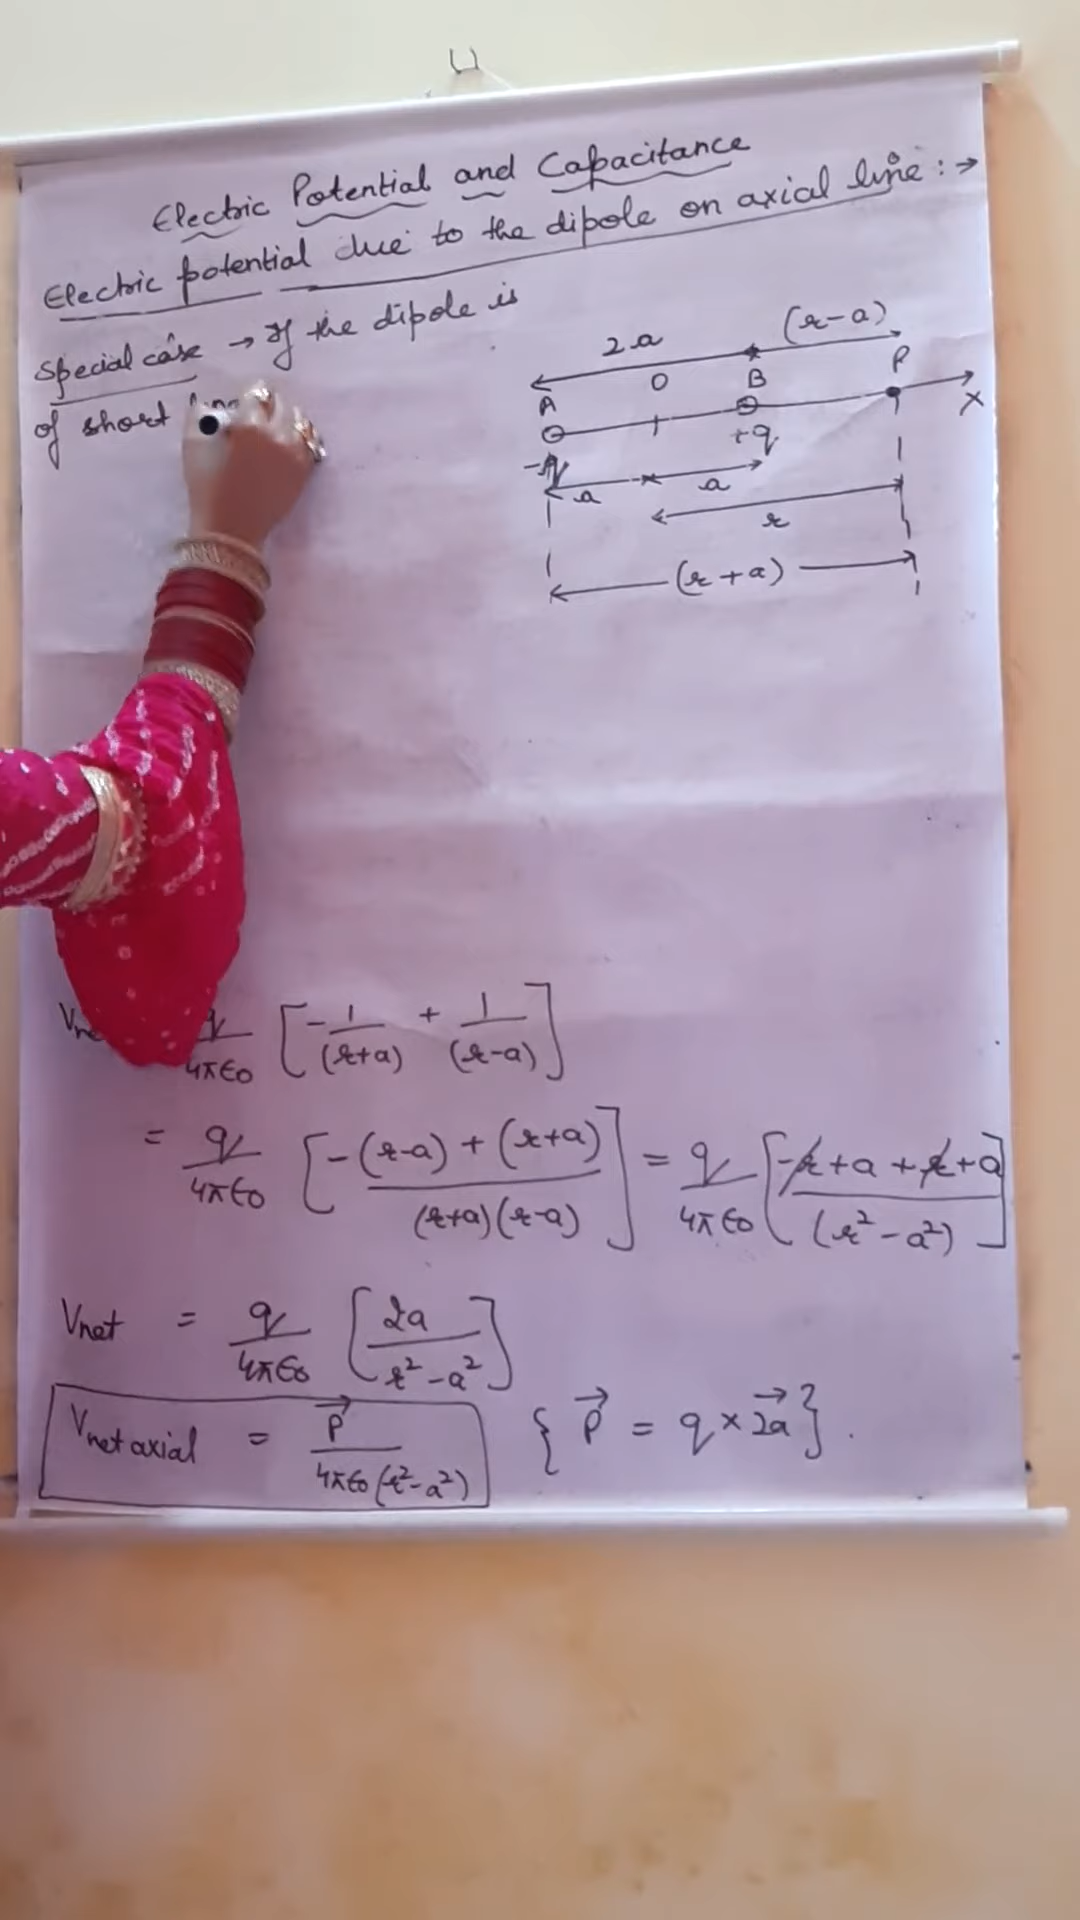 Electric Potential and Capacitance
Electric potential due to the dipole on axial line :→
Special case → If the dipole is
of short
2a
(r-a)
A
O
B
P
X
-q
+q
a
a
r
(r+a)
q/4πε0 [-1/(r+a) + 1/(r-a)]
= q/4πε0 [-(r-a) + (r+a)/(r+a)(r-a)] = q/4πε0 [-r+a+r+a/(r²-a²)]
Vnet = q/4πε0 [2a/r²-a²]
Vnet axial = P⃗/4πε0(r²-a²) {P⃗ = q × 2a⃗}.